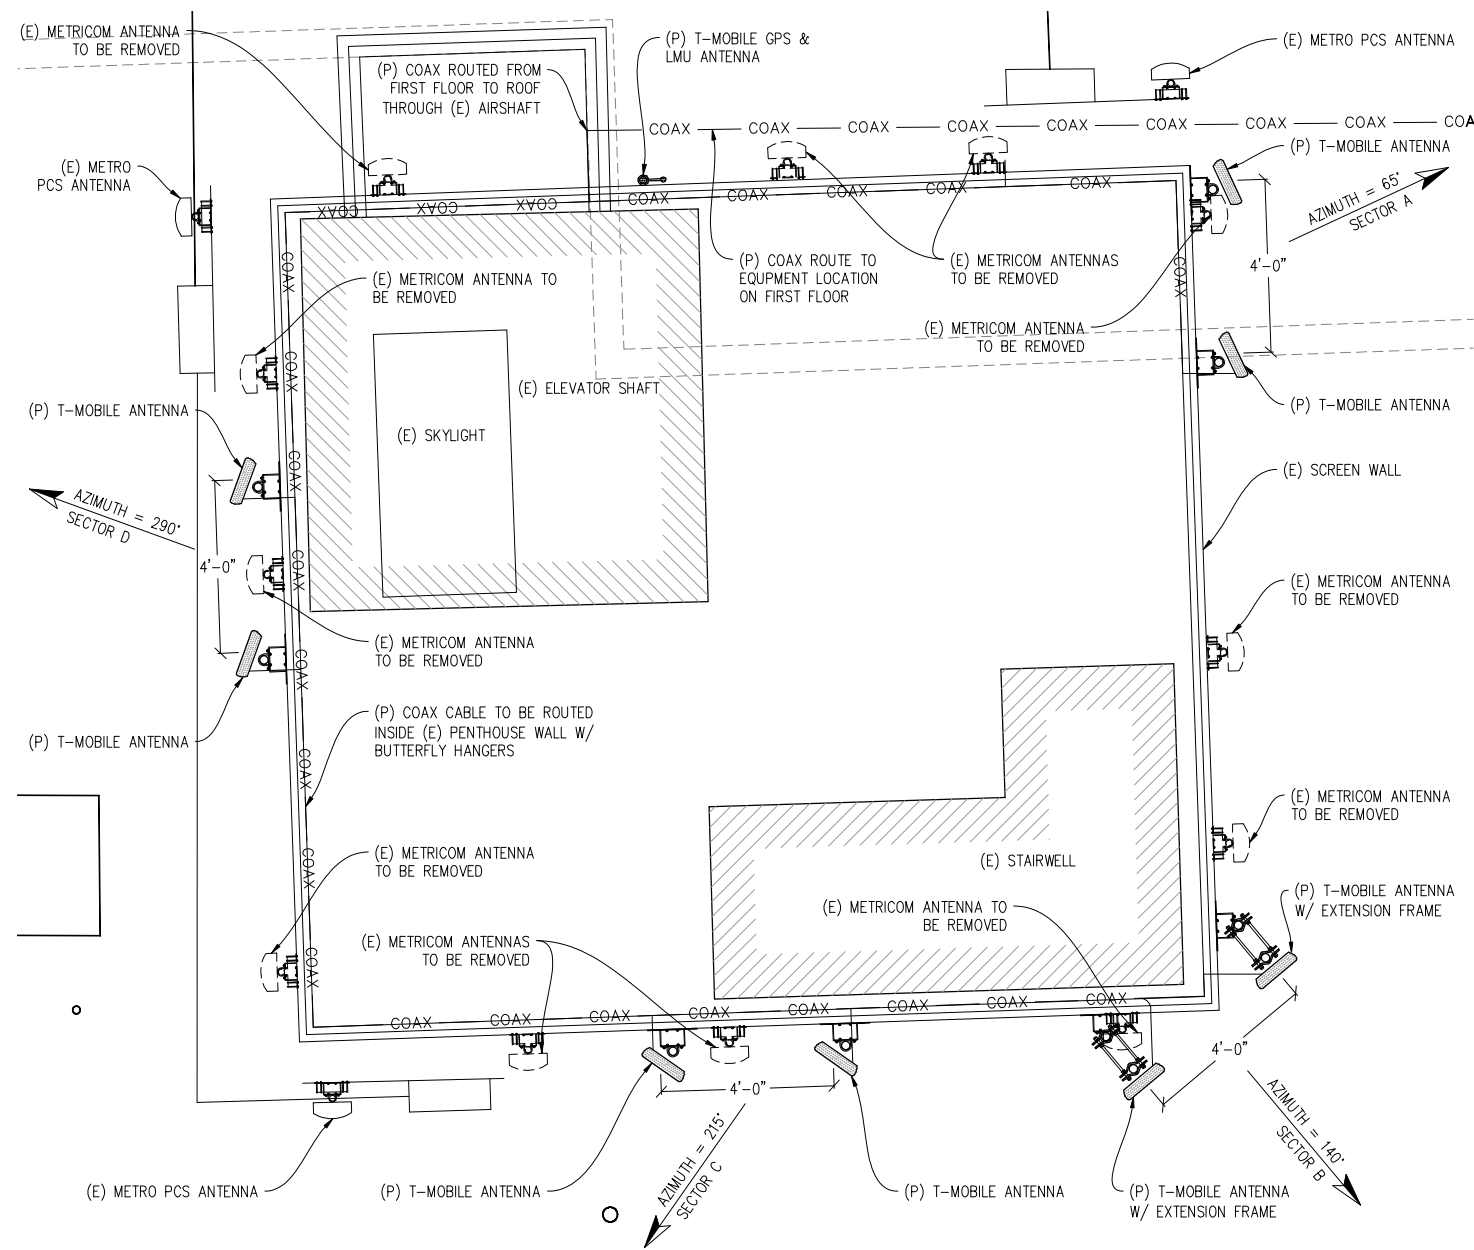 (E) METRICOM ANTENNA
TO BE REMOVED
(P) COAX ROUTED FROM
FIRST FLOOR TO ROOF
THROUGH (E) AIRSHAFT
(P) T-MOBILE GPS &
LMU ANTENNA
(E) METRO PCS ANTENNA
COAX COAX COAX COAX COAX COAX COAX COAX COA
(P) T-MOBILE ANTENNA
(E) METRO
PCS ANTENNA
AZIMUTH = 65°
SECTOR A
COAX COAX COAX COAX COAX COAX COAX COAX
4'-0"
(E) METRICOM ANTENNA TO
BE REMOVED
(P) COAX ROUTE TO
EQUPMENT LOCATION
ON FIRST FLOOR
(E) METRICOM ANTENNAS
TO BE REMOVED
COAX
COAX
(E) METRICOM ANTENNA
TO BE REMOVED
COAX
(E) ELEVATOR SHAFT
(E) SKYLIGHT
(P) T-MOBILE ANTENNA
(P) T-MOBILE ANTENNA
COAX
(E) SCREEN WALL
AZIMUTH = 290°
SECTOR D
4'-0"
COAX
(E) METRICOM ANTENNA
TO BE REMOVED
(E) METRICOM ANTENNA
TO BE REMOVED
COAX
(P) COAX CABLE TO BE ROUTED
INSIDE (E) PENTHOUSE WALL W/
BUTTERFLY HANGERS
(P) T-MOBILE ANTENNA
COAX
(E) METRICOM ANTENNA
TO BE REMOVED
(E) METRICOM ANTENNA
TO BE REMOVED
COAX
(E) STAIRWELL
(P) T-MOBILE ANTENNA
W/ EXTENSION FRAME
(E) METRICOM ANTENNA TO
BE REMOVED
(E) METRICOM ANTENNAS
TO BE REMOVED
COAX
COAX COAX COAX COAX COAX COAX COAX COAX
4'-0"
4'-0"
AZIMUTH = 215°
SECTOR C
AZIMUTH = 140°
SECTOR B
(E) METRO PCS ANTENNA
(P) T-MOBILE ANTENNA
(P) T-MOBILE ANTENNA
(P) T-MOBILE ANTENNA
W/ EXTENSION FRAME